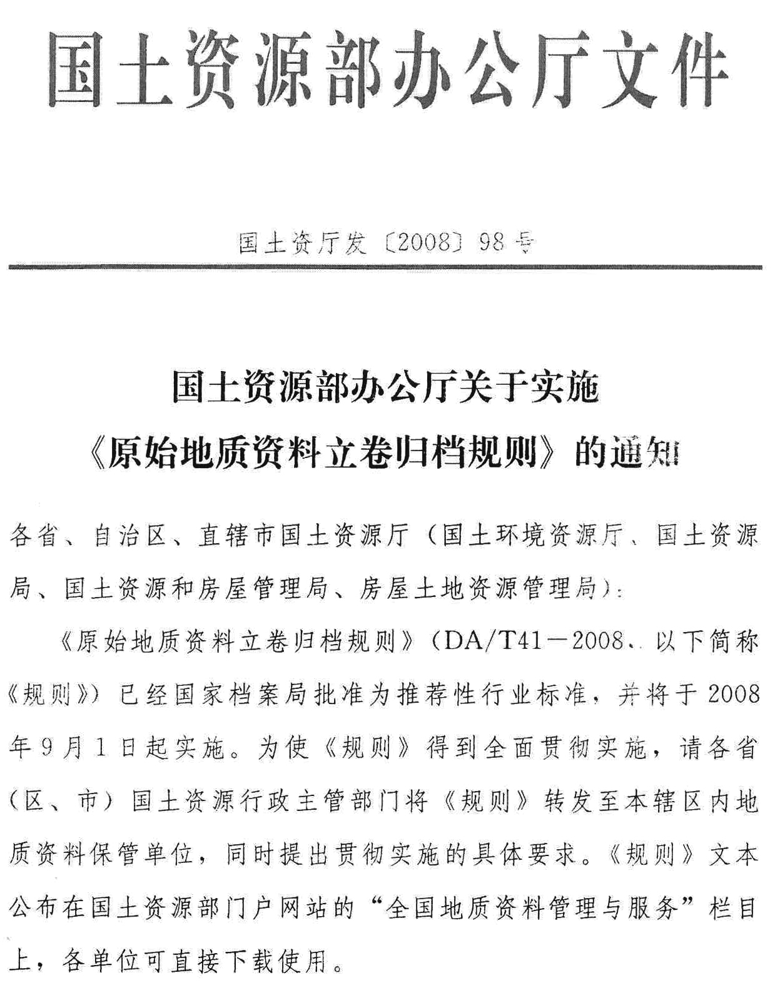 国土资源部办公厅文件
国土资厅发〔2008〕98号
国土资源部办公厅关于实施
《原始地质资料立卷归档规则》的通知
各省、自治区、直辖市国土资源厅（国土环境资源厅、国土资源
局、国土资源和房屋管理局、房屋土地资源管理局）：
《原始地质资料立卷归档规则》（DA/T41－2008、以下简称
《规则》）已经国家档案局批准为推荐性行业标准，并将于2008
年9月1日起实施。为使《规则》得到全面贯彻实施，请各省
（区、市）国土资源行政主管部门将《规则》转发至本辖区内地
质资料保管单位，同时提出贯彻实施的具体要求。《规则》文本
公布在国土资源部门户网站的“全国地质资料管理与服务”栏目
上，各单位可直接下载使用。